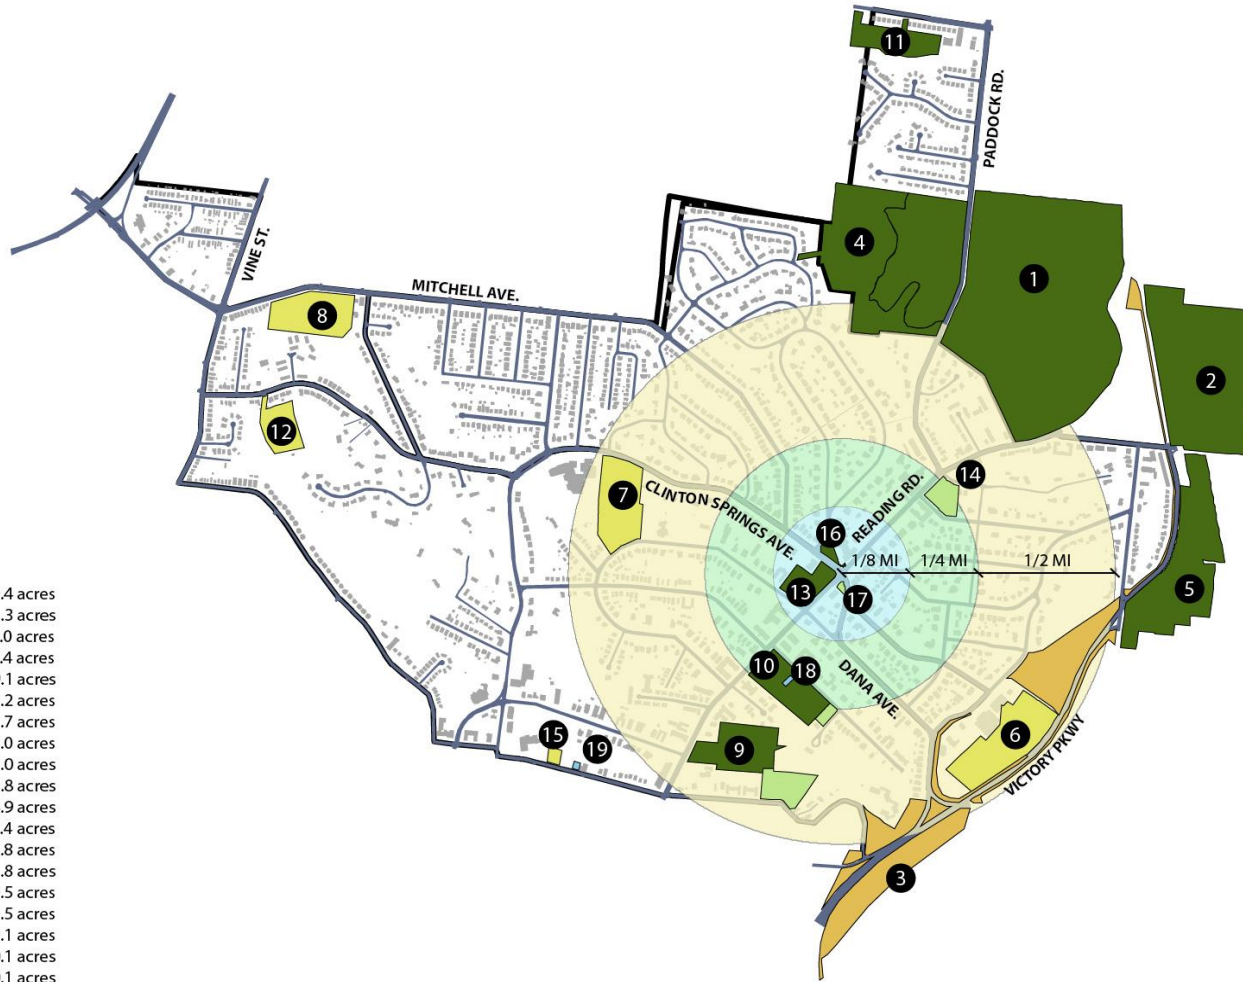 11
PADDOCK RD.
VINE ST.
MITCHELL AVE.
4
1
8
2
12
7
CLINTON SPRINGS AVE.
READING RD.
14
16
1/8 MI
1/4 MI
1/2 MI
13
17
5
10
18
DANA AVE.
15
19
9
6
VICTORY PKWY
3
.4 acres
.3 acres
.0 acres
.4 acres
.1 acres
.2 acres
.7 acres
.0 acres
.0 acres
.8 acres
.9 acres
.4 acres
.8 acres
.8 acres
.5 acres
.5 acres
.1 acres
.1 acres
.1 acres